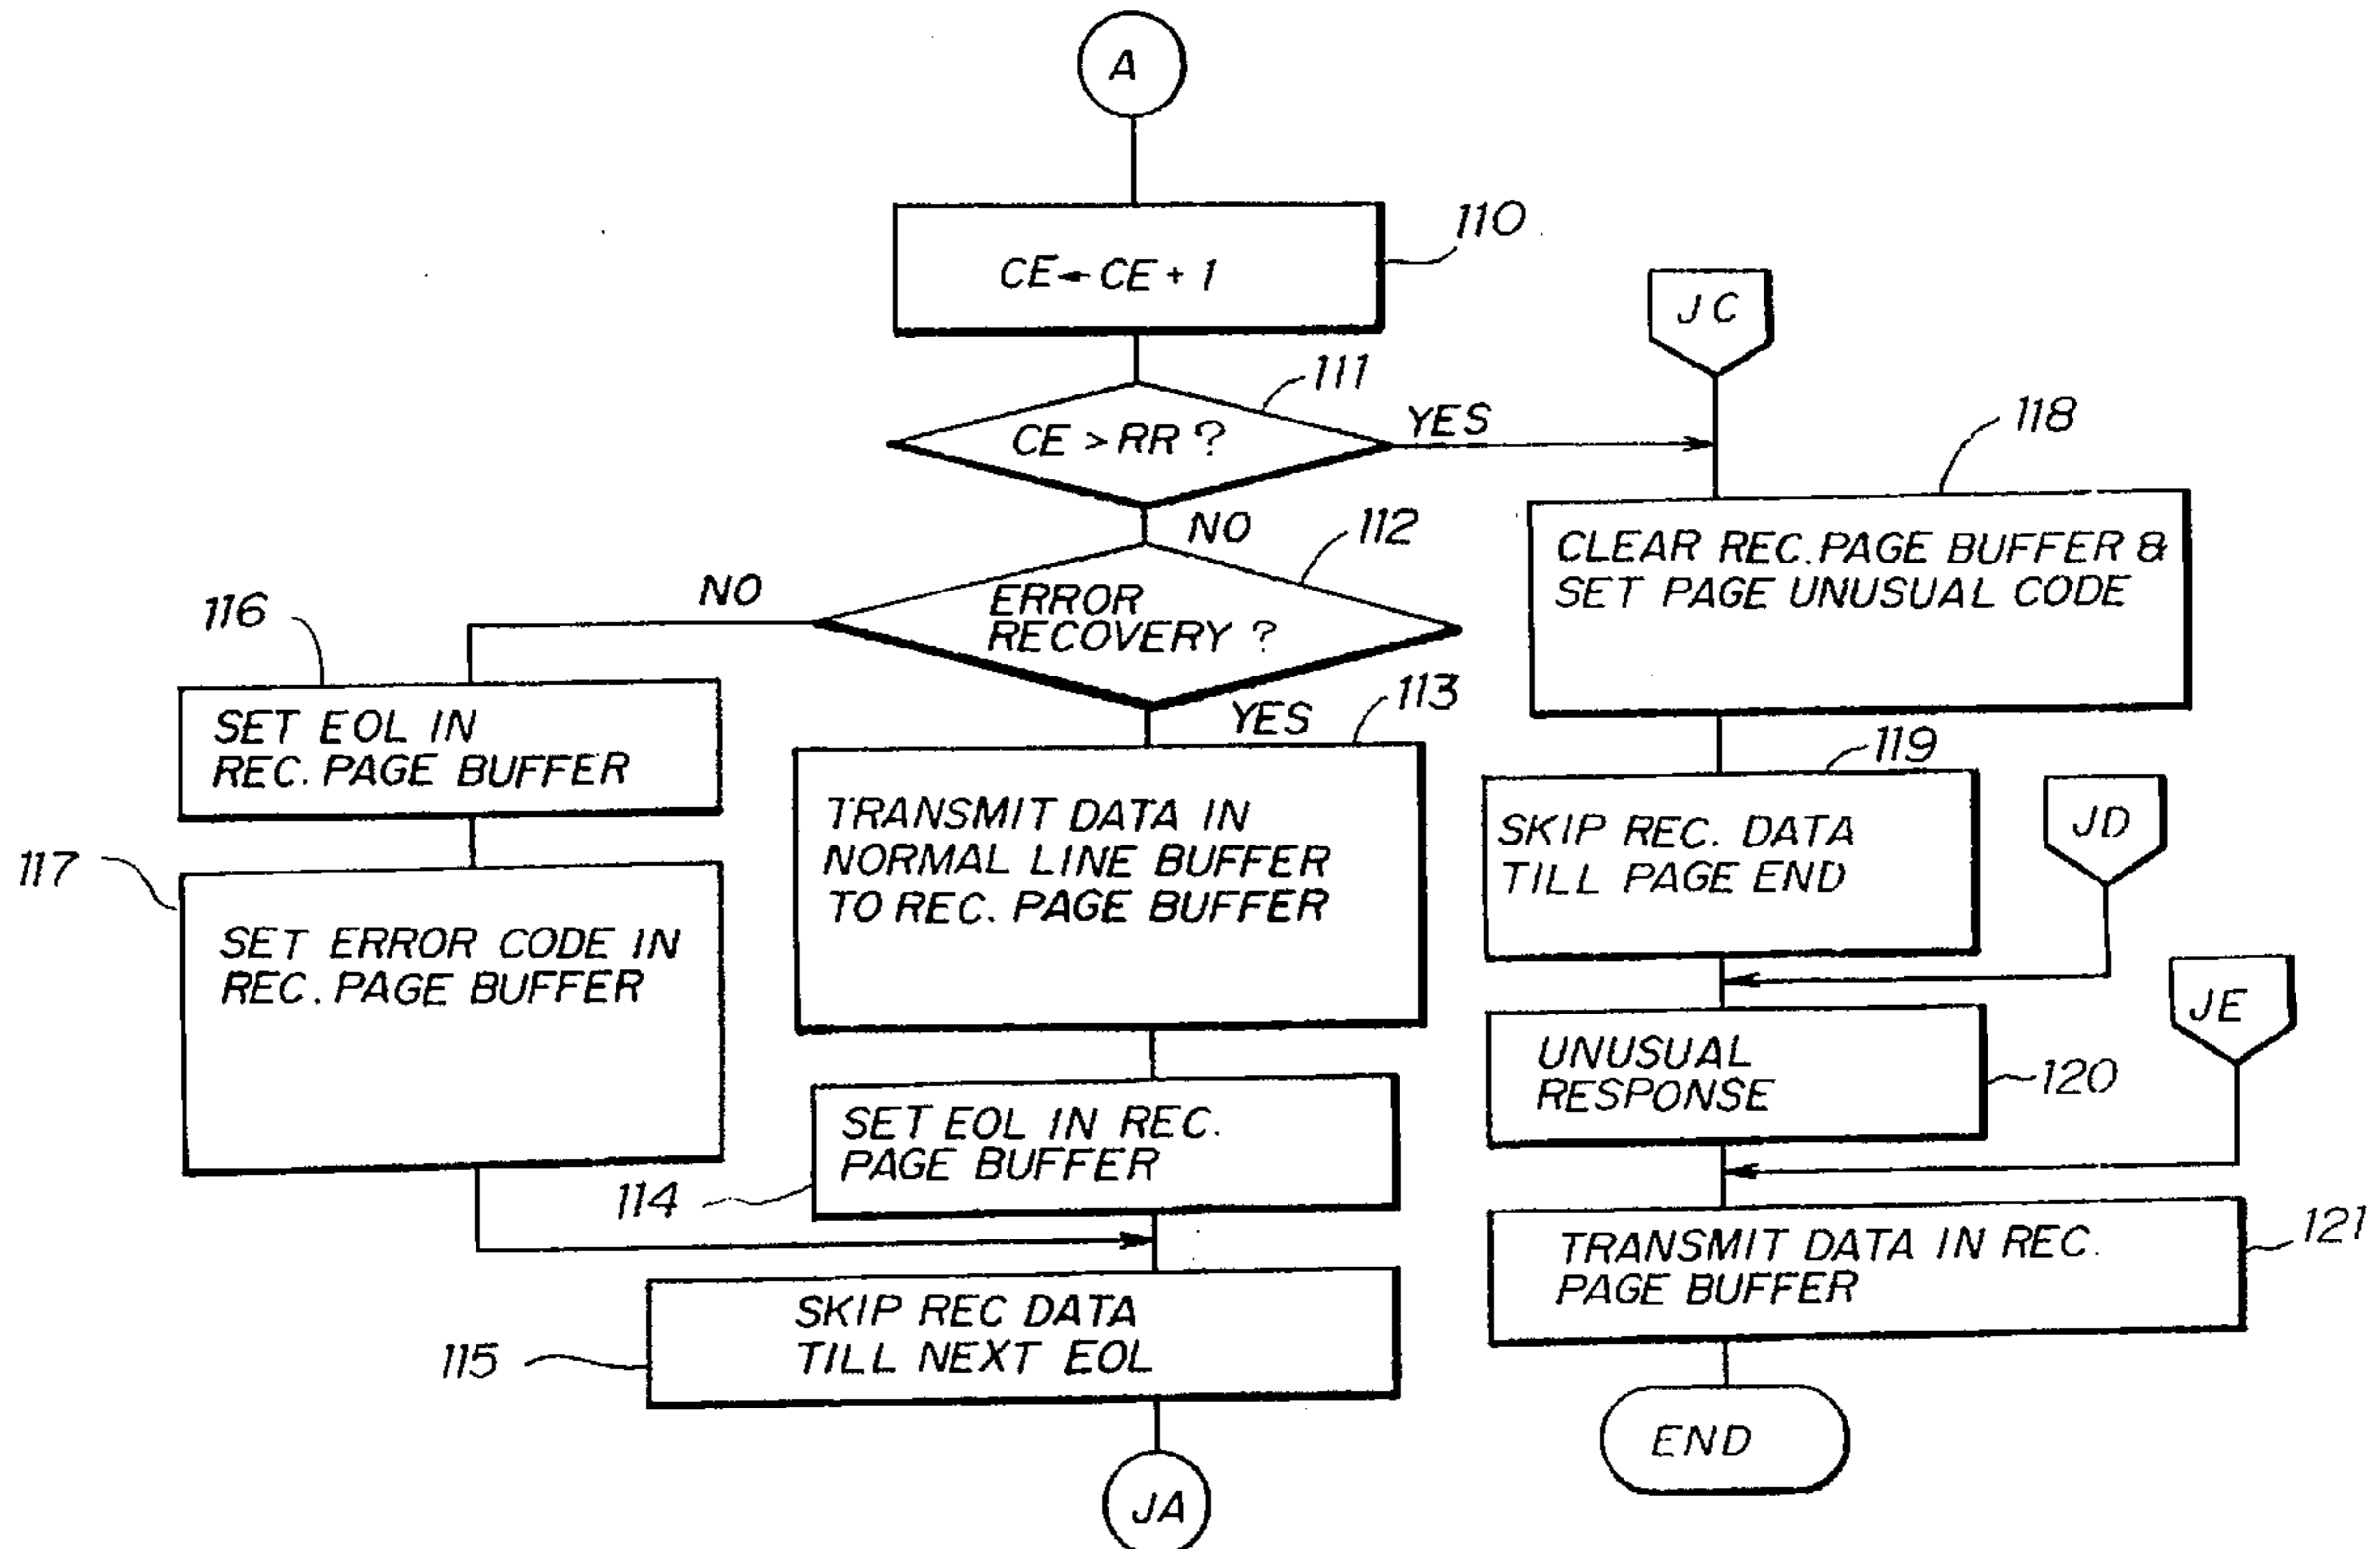 A
110
CE←CE + 1
JC
111
CE > RR ?
YES
118
NO
112
CLEAR REC. PAGE BUFFER &
SET PAGE UNUSUAL CODE
NO
ERROR
RECOVERY ?
116
113
YES
SET EOL IN
REC. PAGE BUFFER
119
TRANSMIT DATA IN
NORMAL LINE BUFFER
TO REC. PAGE BUFFER
SKIP REC. DATA
TILL PAGE END
JD
117
SET ERROR CODE IN
REC. PAGE BUFFER
JE
UNUSUAL
RESPONSE
120
SET EOL IN REC.
PAGE BUFFER
114
TRANSMIT DATA IN REC.
PAGE BUFFER
121
SKIP REC DATA
TILL NEXT EOL
115
END
JA